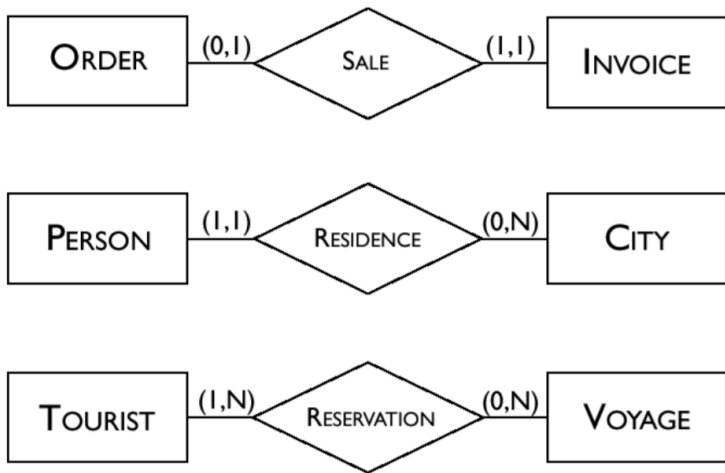 ORDER (0,1) SALE (1,1) INVOICE
PERSON (1,1) RESIDENCE (0,N) CITY
TOURIST (1,N) RESERVATION (0,N) VOYAGE